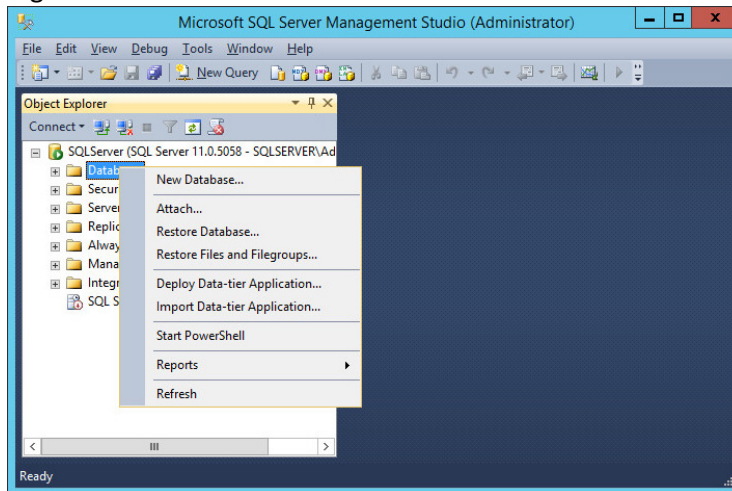 Microsoft SQL Server Management Studio (Administrator)
File Edit View Debug Tools Window Help
New Query
Object Explorer
Connect
SQLServer (SQL Server 11.0.5058 - SQLSERVER\Ad
Datab
Secur
Server
Replic
Alway
Mana
Integr
SQL S
New Database...
Attach...
Restore Database...
Restore Files and Filegroups...
Deploy Data-tier Application...
Import Data-tier Application...
Start PowerShell
Reports
Refresh
Ready